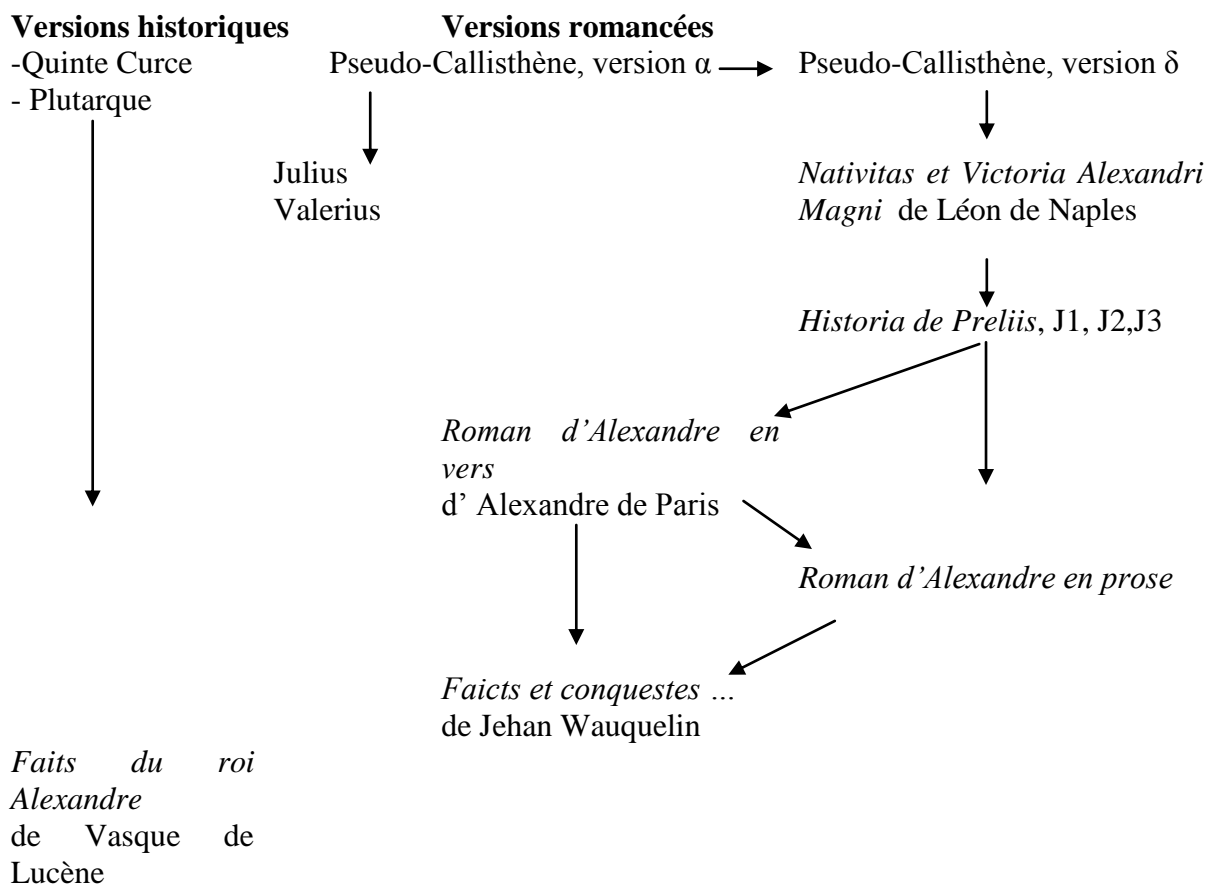 Versions historiques Versions romancées
-Quinte Curce Pseudo-Callisthène, version α Pseudo-Callisthène, version δ
- Plutarque
Julius
Valerius
Nativitas et Victoria Alexandri
Magni de Léon de Naples
Historia de Preliis, J1, J2,J3
Roman d’Alexandre en
vers
d’ Alexandre de Paris
Roman d’Alexandre en prose
Faicts et conquestes …
de Jehan Wauquelin
Faits du roi
Alexandre
de Vasque de
Lucène